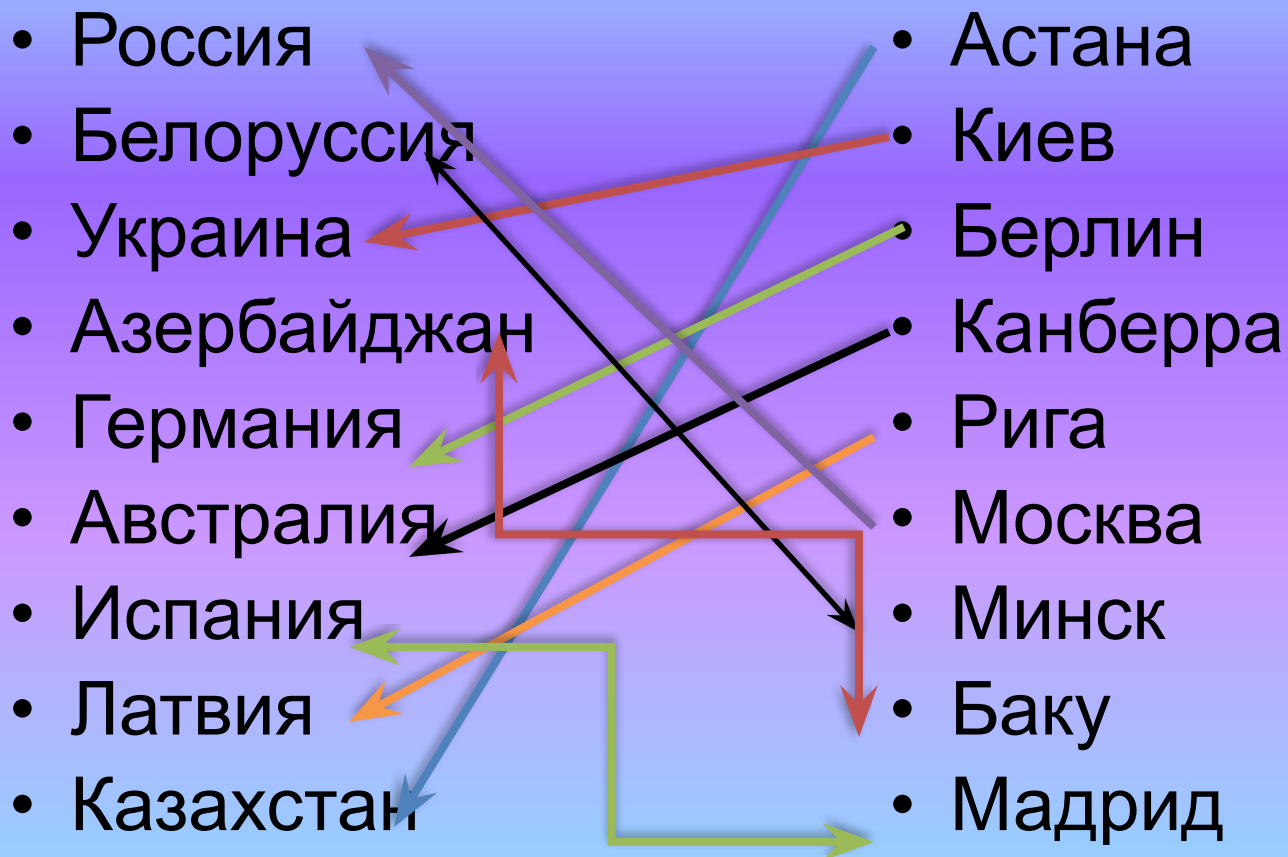 • Россия
• Белоруссия
• Украина
• Азербайджан
• Германия
• Австралия
• Испания
• Латвия
• Казахстан
• Астана
• Киев
• Берлин
• Канберра
• Рига
• Москва
• Минск
• Баку
• Мадрид